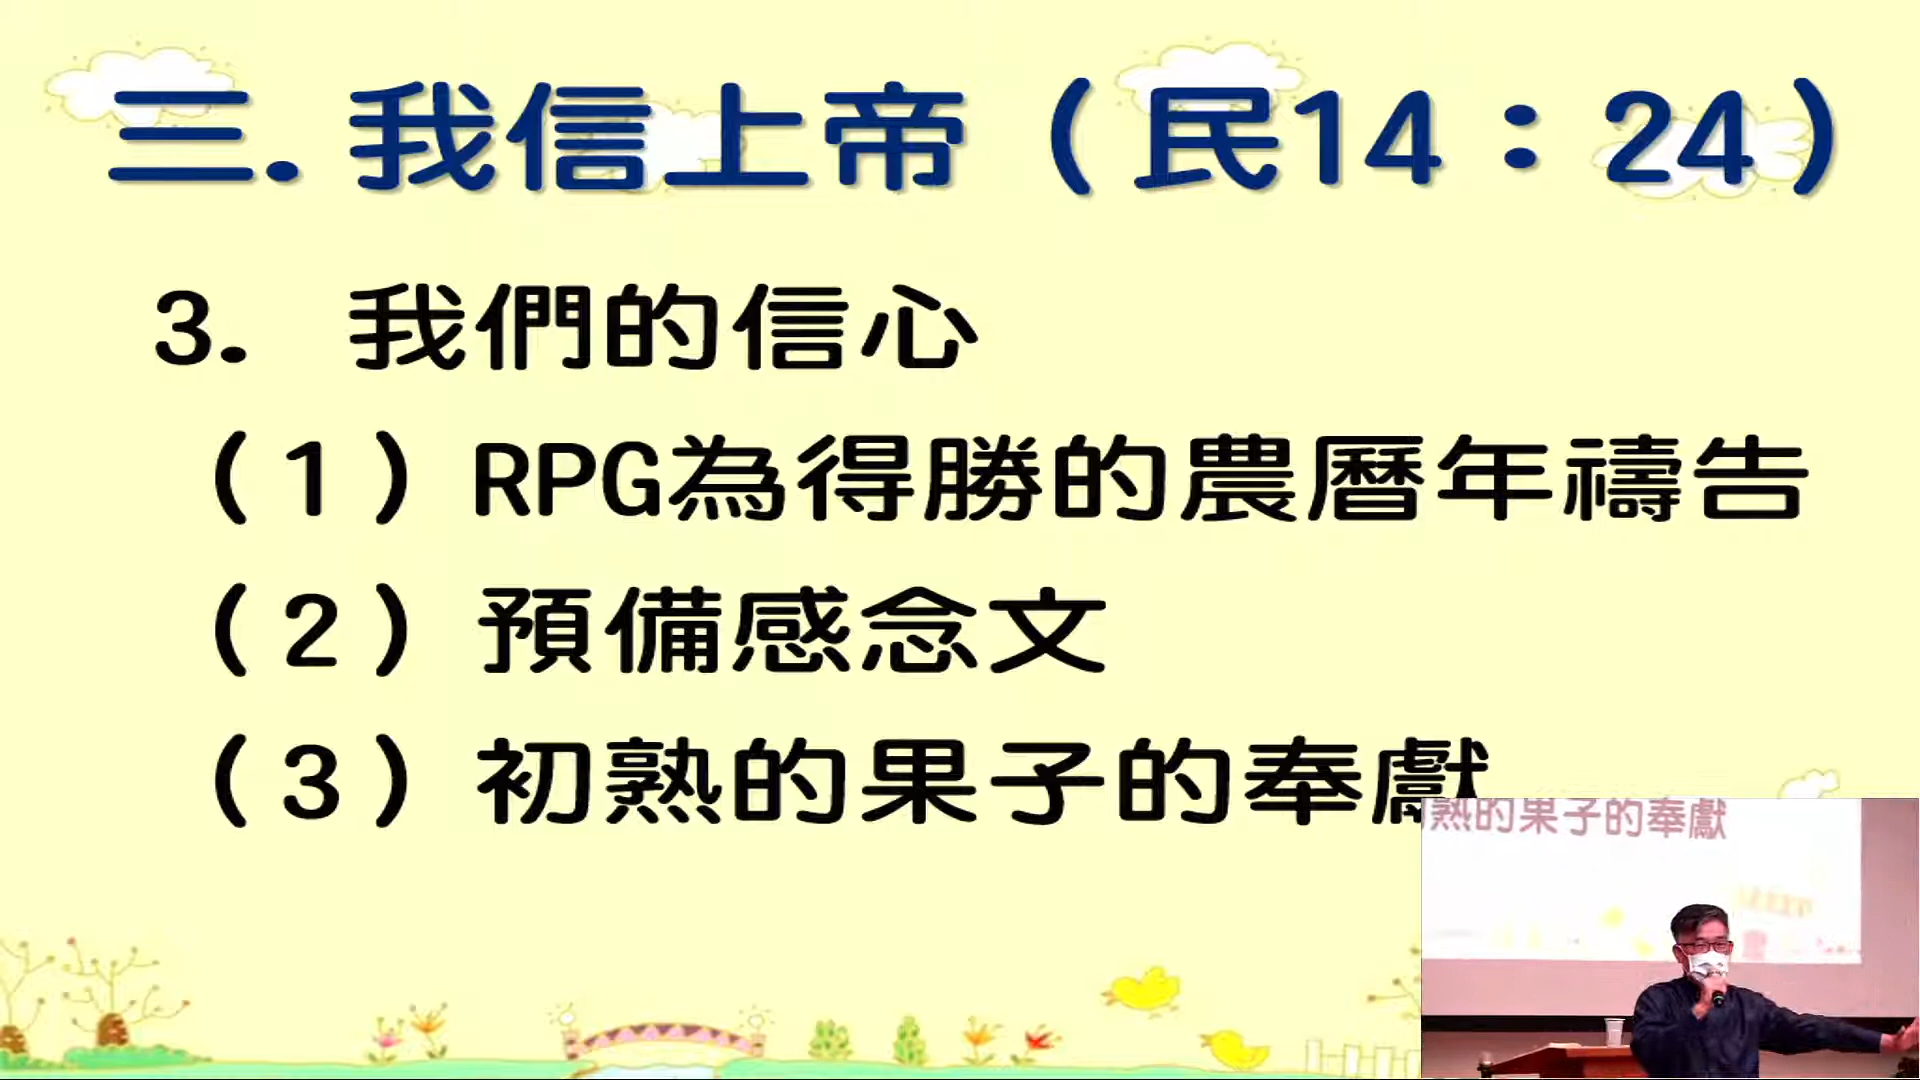 三.我信上帝（民14：24）
3. 我們的信心
（1）RPG為得勝的農曆年禱告
（2）預備感念文
（3）初熟的果子的奉獻
熟的果子的奉獻